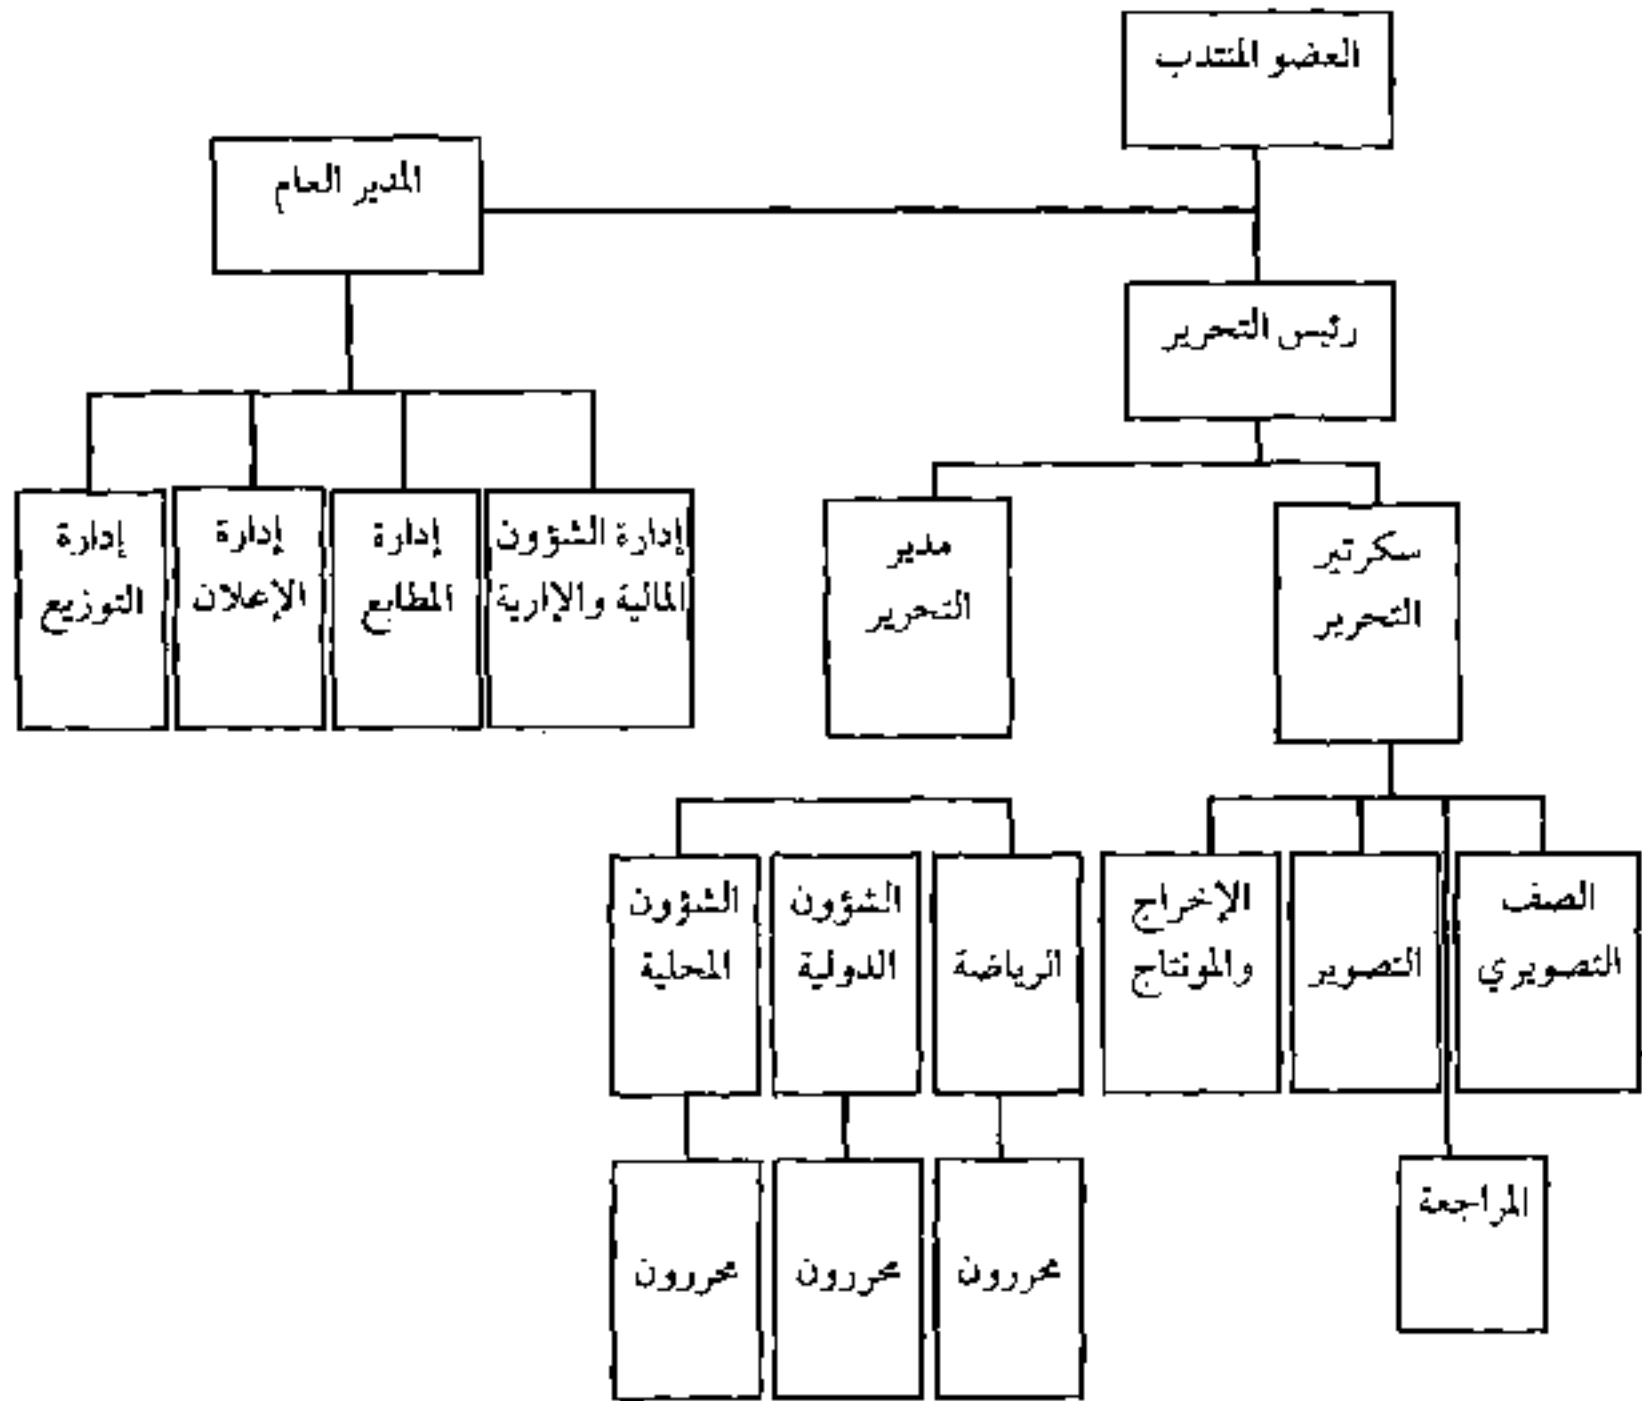 العضو المنتدب
المدير العام
رئيس التحرير
إدارة الشؤون
المالية والإارية
إدارة
المطابع
إدارة
الإعلان
إدارة
التوزيع
سكرتير
التحرير
مدير
التحرير
الصف
التصويري
التصوير
الإخراج
والمونتاج
الرياضة
الشؤون
الدولية
الشؤون
المحلية
المراجعة
محررون
محررون
محررون